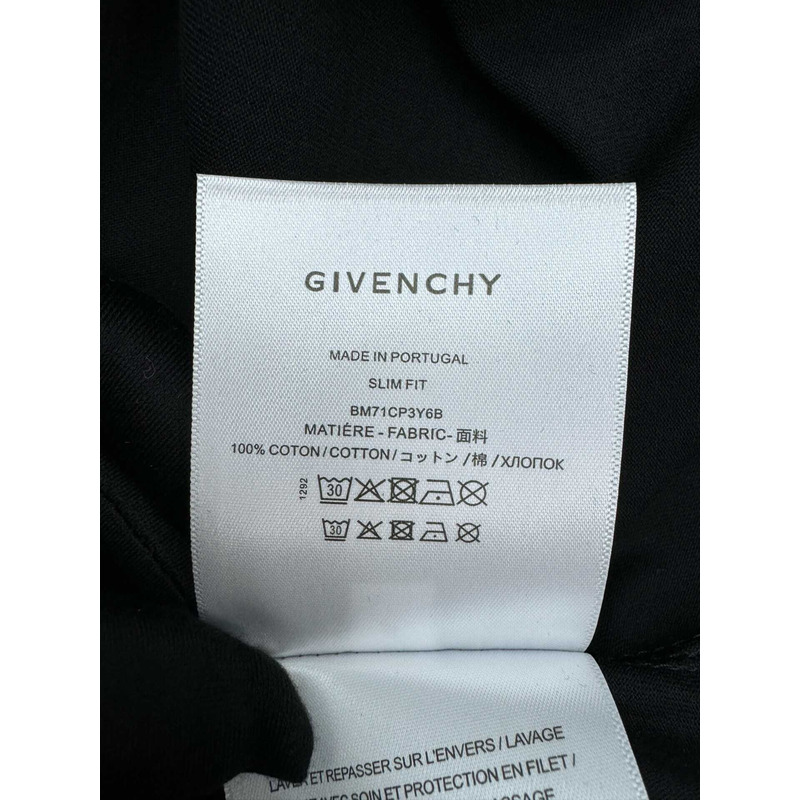 GIVENCHY
MADE IN PORTUGAL
SLIM FIT
BM71CP3Y6B
MATIÉRE - FABRIC- 面料
100% COTON / COTTON / コットン / 棉 / ХЛОПОК
1292
30
30
LAVER ET REPASSER SUR L'ENVERS / LAVAGE
AVEC SOIN ET PROTECTION EN FILET /